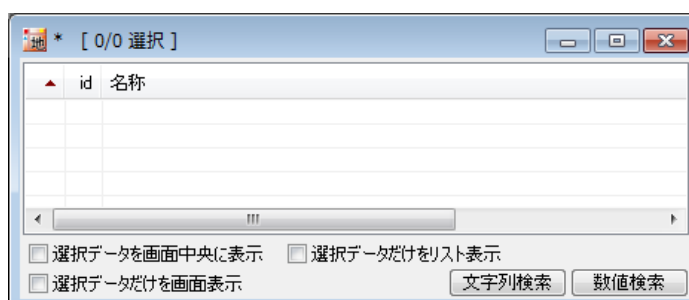 地 * [ 0/0 選択 ]
id 名称
選択データを画面中央に表示 選択データだけをリスト表示
選択データだけを画面表示 文字列検索 数値検索